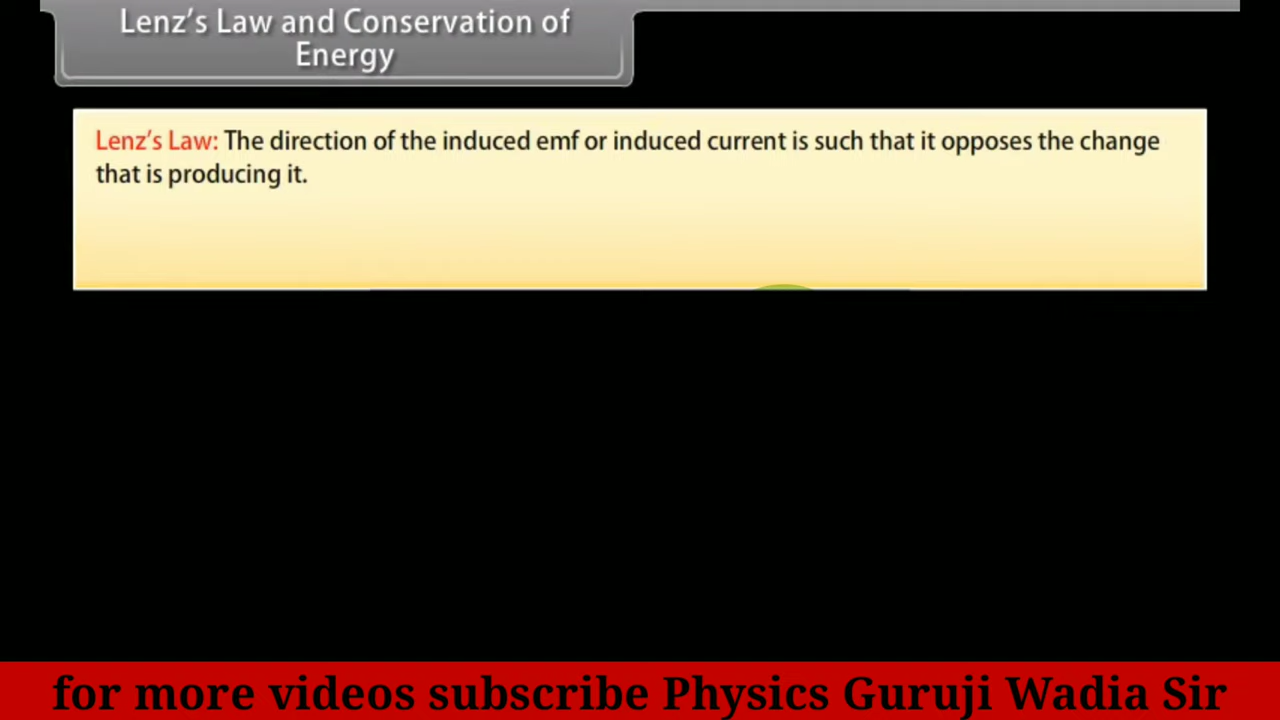 Lenz’s Law and Conservation of
Energy
Lenz’s Law: The direction of the induced emf or induced current is such that it opposes the change
that is producing it.
for more videos subscribe Physics Guruji Wadia Sir